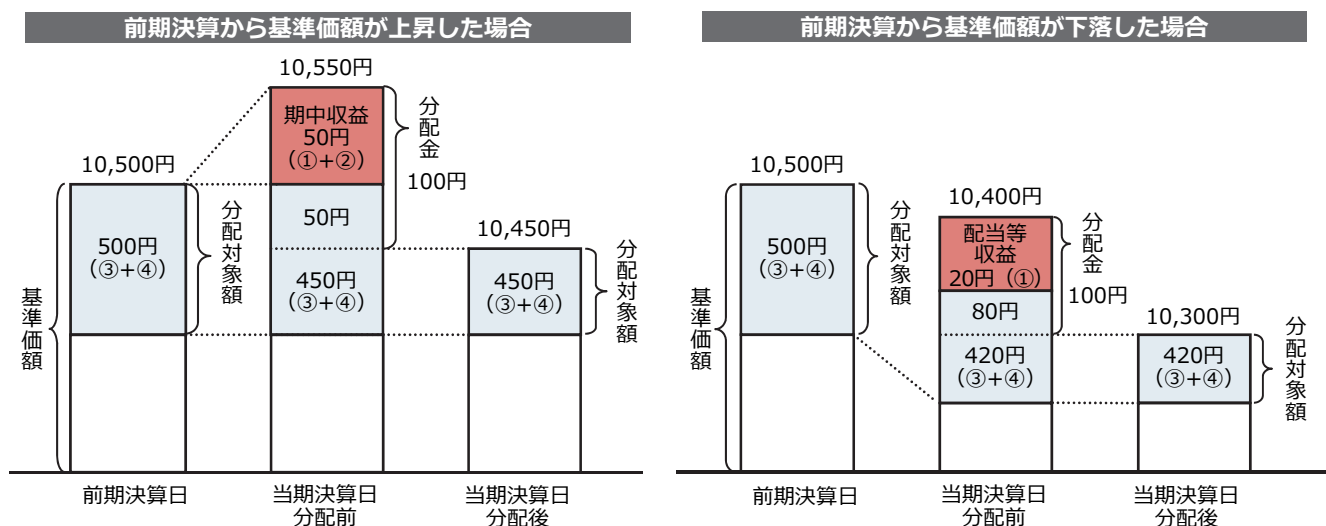 前期決算から基準価額が上昇した場合
10,550円
期中収益
50円
（①+②）
分配金
100円
10,500円
500円
（③+④）
分配対象額
50円
450円
（③+④）
10,450円
450円
（③+④）
分配対象額
基準価額
前期決算日
当期決算日
分配前
当期決算日
分配後
前期決算から基準価額が下落した場合
10,500円
500円
（③+④）
分配対象額
10,400円
配当等
収益
20円（①）
分配金
100円
80円
420円
（③+④）
10,300円
420円
（③+④）
分配対象額
基準価額
前期決算日
当期決算日
分配前
当期決算日
分配後